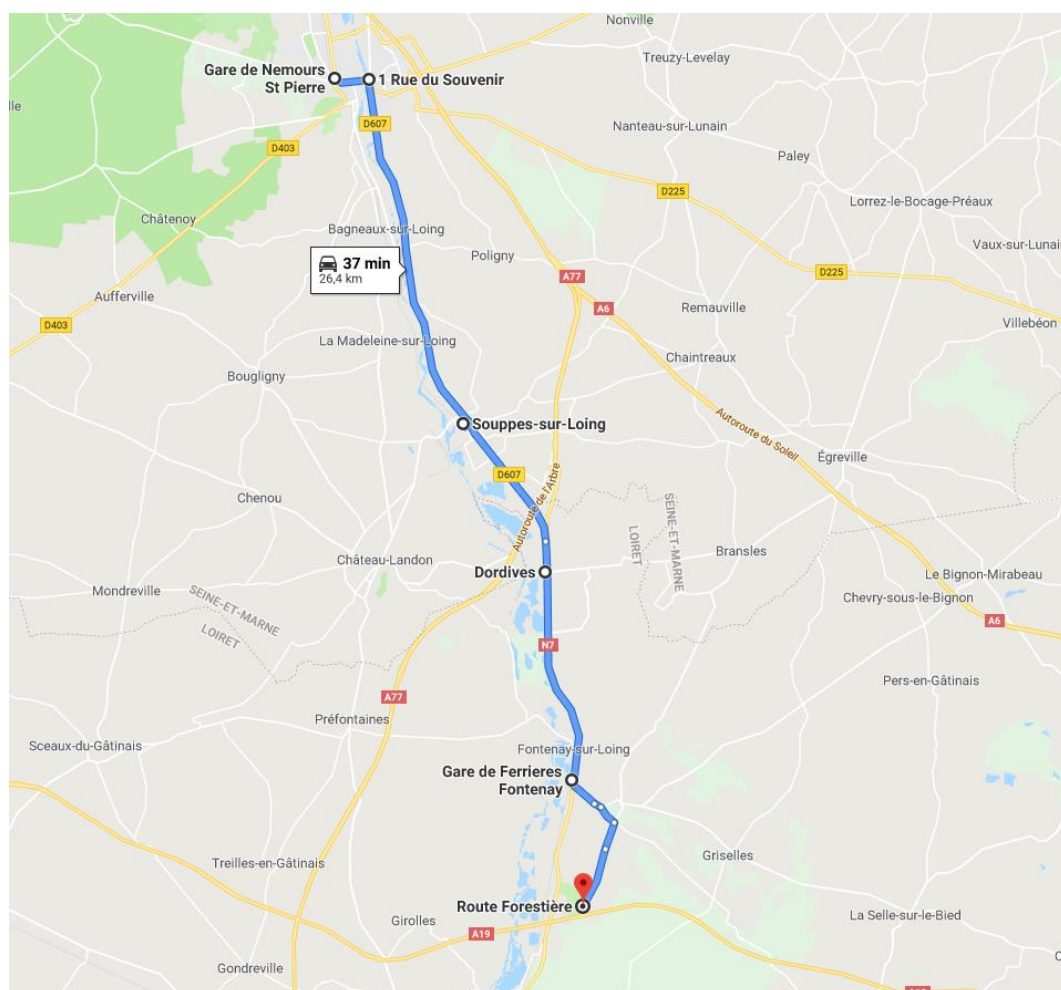 Nonville
Treuzy-Levelay
Gare de Nemours
St Pierre
1 Rue du Souvenir
D607
Nanteau-sur-Lunain
D403
Paley
D225
Lorrez-le-Bocage-Préaux
Châtenoy
Bagneaux-sur-Loing
Vaux-sur-Lunain
37 min
26,4 km
Poligny
D225
A77
Aufferville
A6
Remauville
D403
Villebéon
La Madeleine-sur-Loing
Chaintreaux
Bougligny
Autoroute du Soleil
Souppes-sur-Loing
Égreville
D607
Autoroute de l'Arbre
Chenou
SEINE-ET-MARNE
LOIRET
Bransles
Château-Landon
Dordives
Le Bignon-Mirabeau
Mondreville
SEINE-ET-MARNE
LOIRET
Chevry-sous-le-Bignon
A6
N7
Pers-en-Gâtinais
A77
Préfontaines
Sceaux-du-Gâtinais
Fontenay-sur-Loing
Gare de Ferrieres
Fontenay
Griselles
Treilles-en-Gâtinais
Route Forestière
La Selle-sur-le-Bied
Girolles
A19
Gondreville